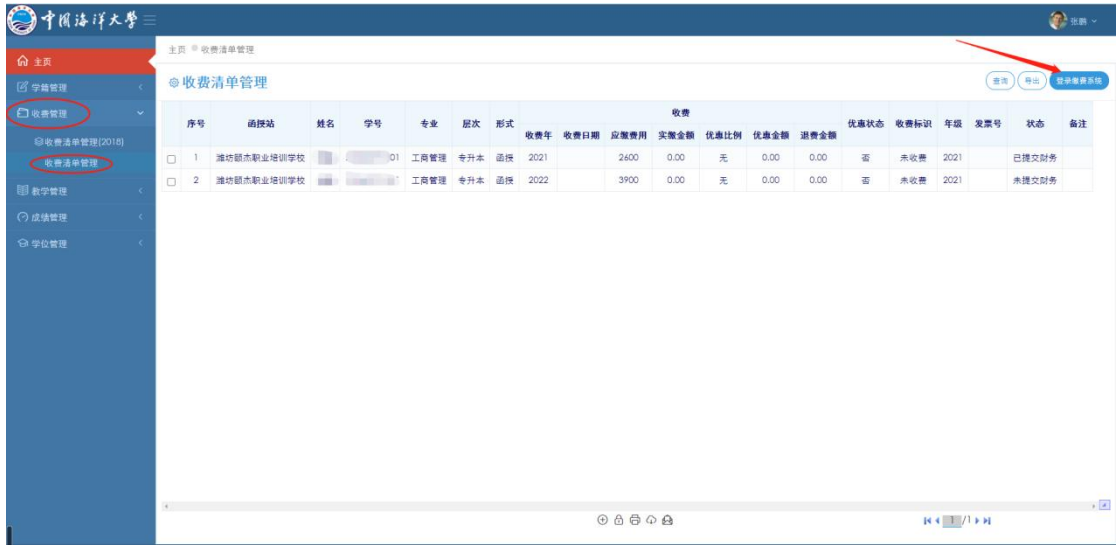 中国海洋大学
张鹏
主页 收费清单管理
主页
学籍管理
收费管理
收费清单管理(2018)
收费清单管理
教学管理
成绩管理
学位管理
收费清单管理
查询 导出 登录缴费系统
序号 函授站 姓名 学号 专业 层次 形式 收费 优惠状态 收费标识 年级 发票号 状态 备注
收费年 收费日期 应缴费用 实缴金额 优惠比例 优惠金额 退费金额
1 潍坊颐杰职业培训学校 01 工商管理 专升本 函授 2021 2600 0.00 无 0.00 0.00 否 未收费 2021 已提交财务
2 潍坊颐杰职业培训学校 工商管理 专升本 函授 2022 3900 0.00 无 0.00 0.00 否 未收费 2021 未提交财务
1 /1